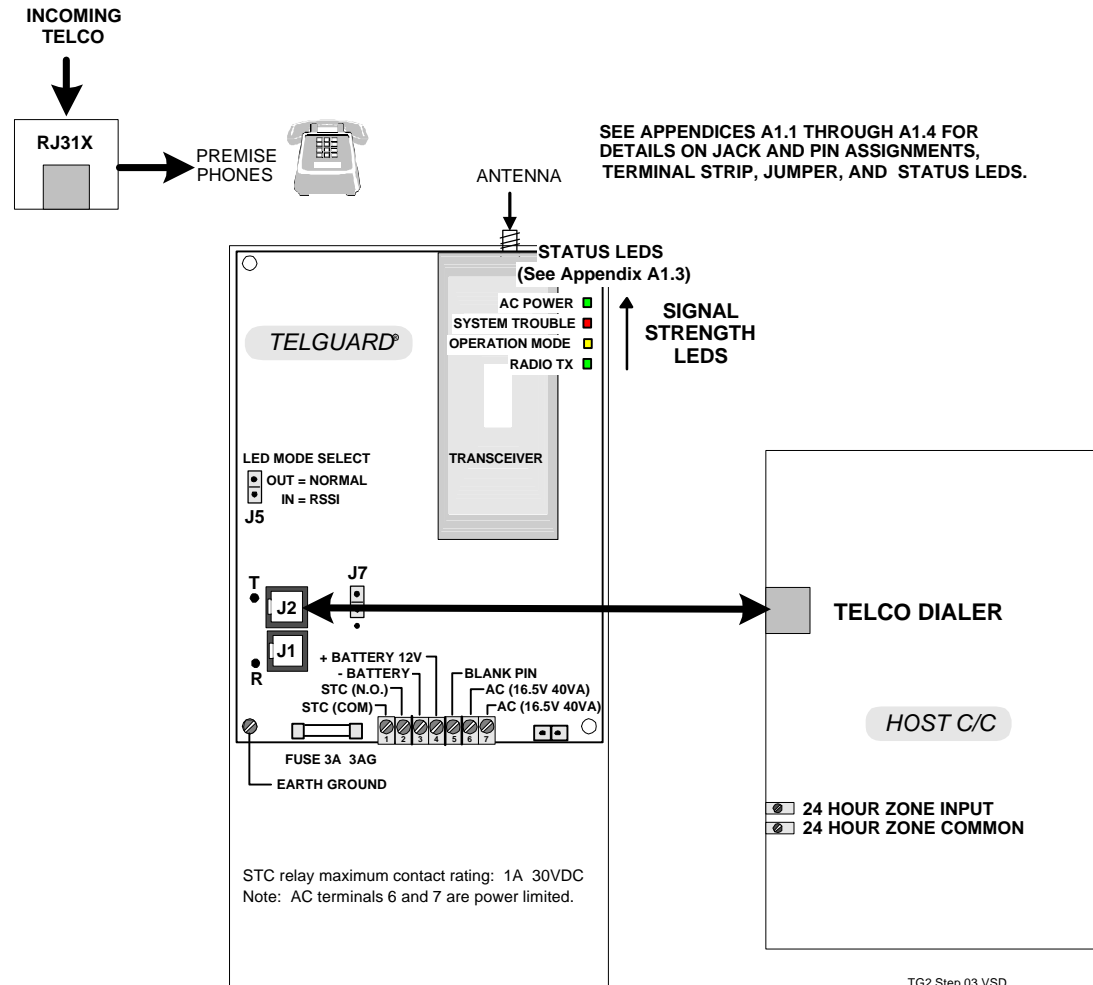 INCOMING
TELCO
RJ31X
PREMISE
PHONES
SEE APPENDICES A1.1 THROUGH A1.4 FOR
DETAILS ON JACK AND PIN ASSIGNMENTS,
TERMINAL STRIP, JUMPER, AND STATUS LEDS.
ANTENNA
STATUS LEDS
(See Appendix A1.3)
AC POWER
SYSTEM TROUBLE
OPERATION MODE
RADIO TX
SIGNAL
STRENGTH
LEDS
TELGUARD®
LED MODE SELECT
OUT = NORMAL
IN = RSSI
J5
TRANSCEIVER
T
J2
J7
J1
R
TELCO DIALER
+ BATTERY 12V
- BATTERY
STC (N.O.)
STC (COM)
BLANK PIN
AC (16.5V 40VA)
AC (16.5V 40VA)
1 2 3 4 5 6 7
FUSE 3A 3AG
EARTH GROUND
HOST C/C
24 HOUR ZONE INPUT
24 HOUR ZONE COMMON
STC relay maximum contact rating: 1A 30VDC
Note: AC terminals 6 and 7 are power limited.
TG2 Step 03.VSD